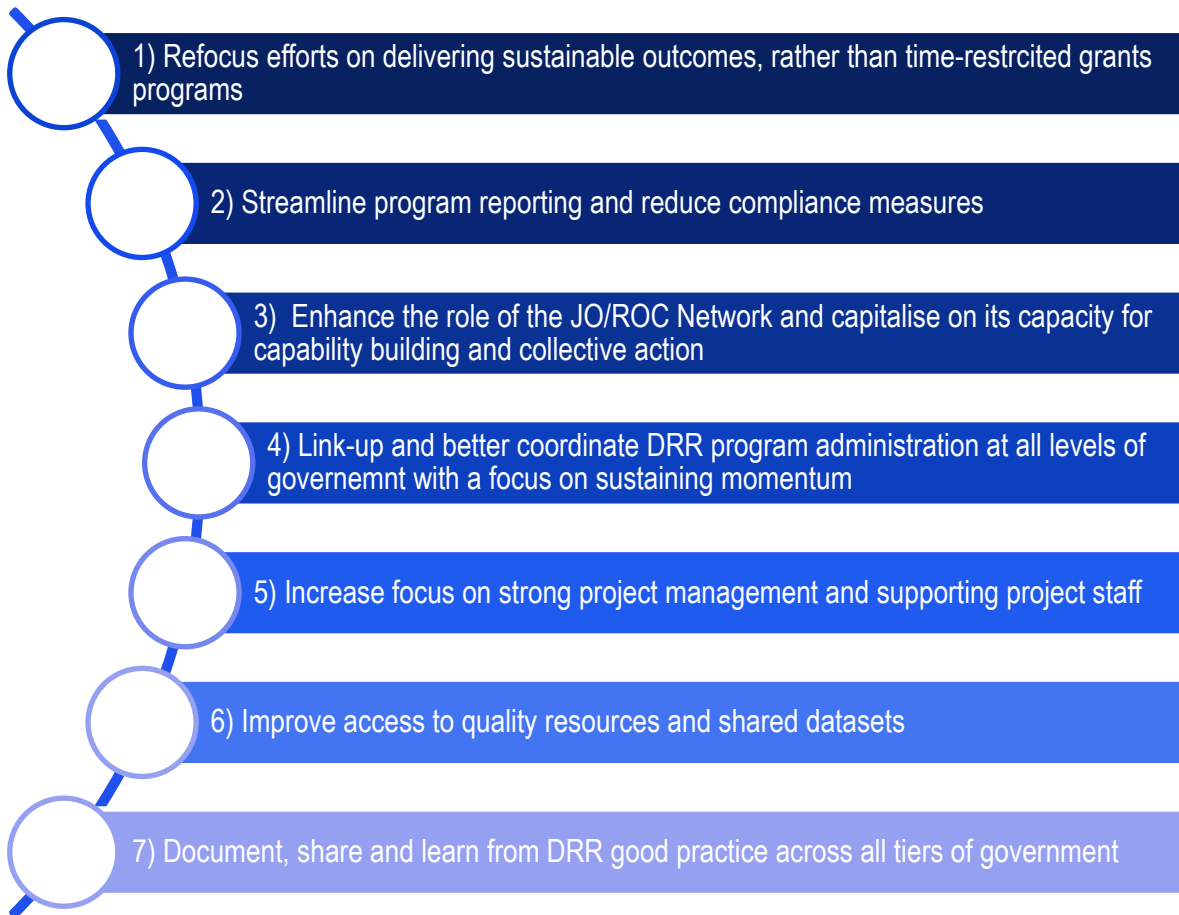 1) Refocus efforts on delivering sustainable outcomes, rather than time-restrcited grants
programs
2) Streamline program reporting and reduce compliance measures
3)  Enhance the role of the JO/ROC Network and capitalise on its capacity for
capability building and collective action
4) Link-up and better coordinate DRR program administration at all levels of
governemnt with a focus on sustaining momentum
5) Increase focus on strong project management and supporting project staff
6) Improve access to quality resources and shared datasets
7) Document, share and learn from DRR good practice across all tiers of government